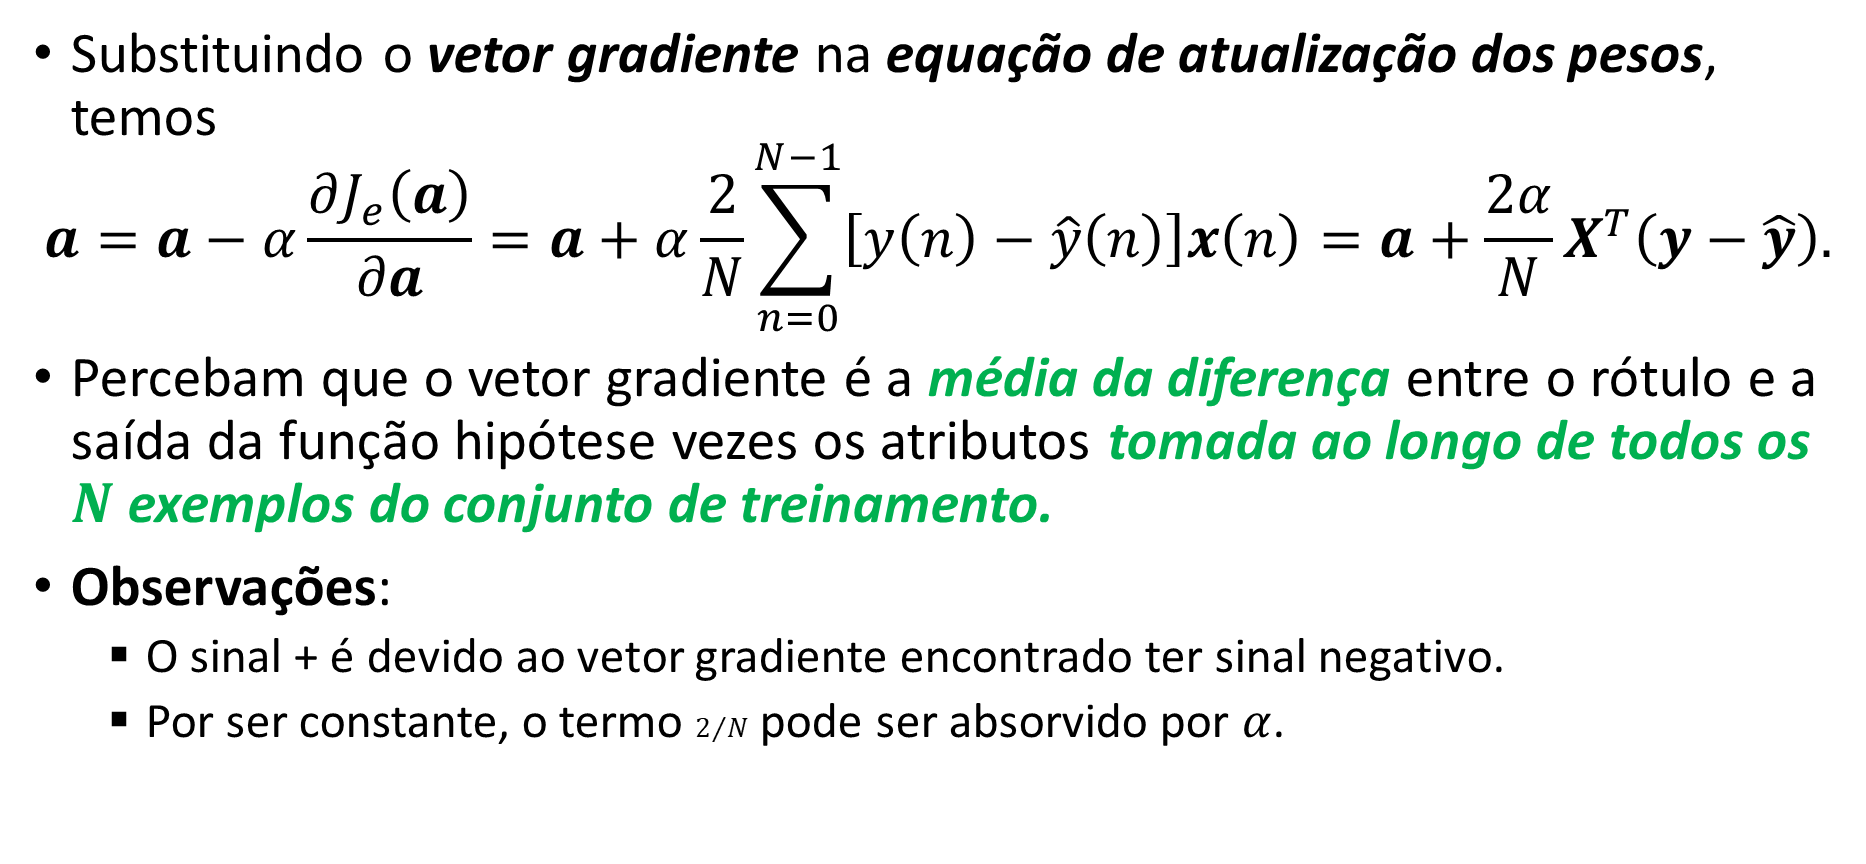 • Substituindo o vetor gradiente na equação de atualização dos pesos,
temos
a = a − α ∂Jₑ(a)/∂a = a + α 2/N ∑_{n=0}^{N−1} [y(n) − ŷ(n)]x(n) = a + 2α/N Xᵀ(y − ŷ).
• Percebam que o vetor gradiente é a média da diferença entre o rótulo e a
saída da função hipótese vezes os atributos tomada ao longo de todos os
N exemplos do conjunto de treinamento.
• Observações:
▪ O sinal + é devido ao vetor gradiente encontrado ter sinal negativo.
▪ Por ser constante, o termo 2/N pode ser absorvido por α.